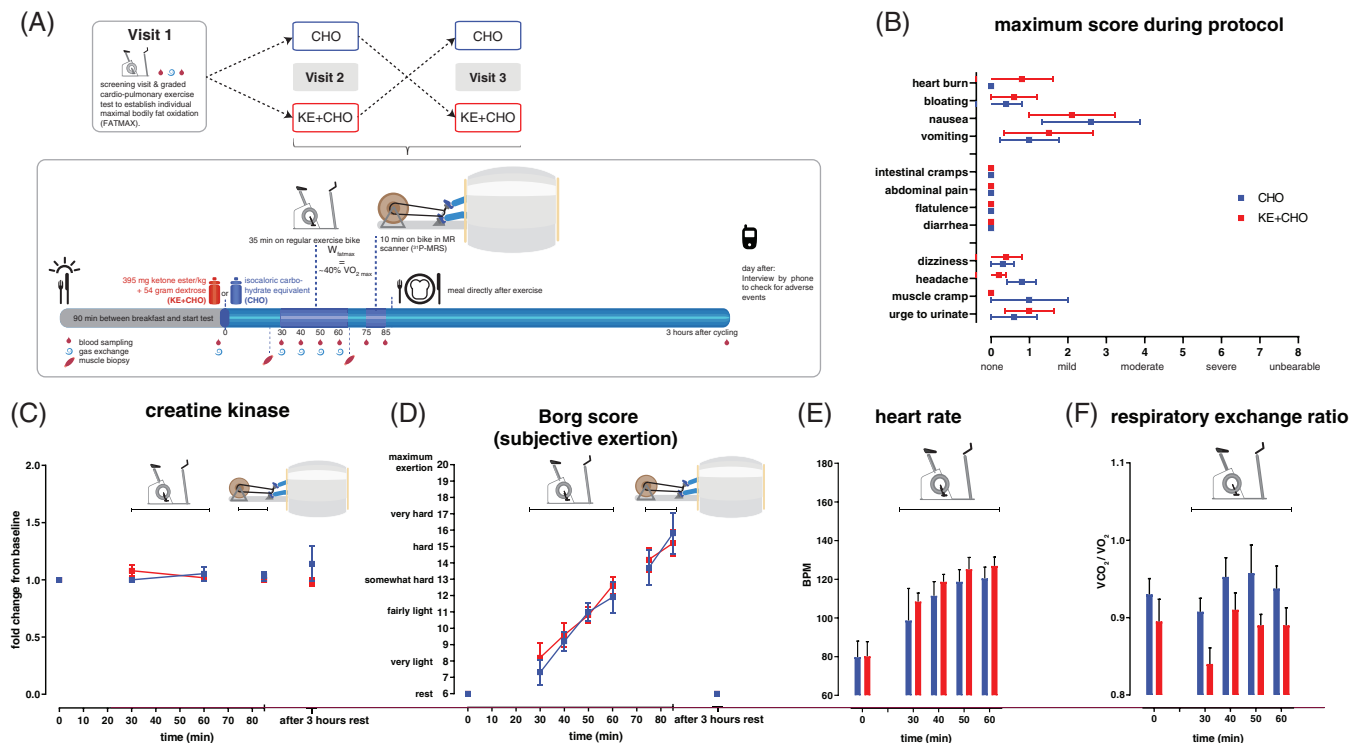 (A)
Visit 1
screening visit & graded
cardio-pulmonary exercise
test to establish individual
maximal bodily fat oxidation
(FATMAX).
CHO
CHO
Visit 2
Visit 3
KE+CHO
KE+CHO
35 min on regular exercise bike
Wfatmax
=
~40% VO2 max
10 min on bike in MR
scanner (31P-MRS)
395 mg ketone ester/kg
+ 54 gram dextrose
(KE+CHO)
or
isocaloric carbo-
hydrate equivalent
(CHO)
meal directly after exercise
day after:
Interview by phone
to check for adverse
events
90 min between breakfast and start test
0
30 40 50 60 75 85
3 hours after cycling
blood sampling
gas exchange
muscle biopsy
(B)
maximum score during protocol
heart burn
bloating
nausea
vomiting
intestinal cramps
abdominal pain
flatulence
diarrhea
dizziness
headache
muscle cramp
urge to urinate
CHO
KE+CHO
0 1 2 3 4 5 6 7 8
none mild moderate severe unbearable
(C)
creatine kinase
fold change from baseline
2.0
1.5
1.0
0.5
0.0
0 10 20 30 40 50 60 70 80
after 3 hours rest
time (min)
(D)
Borg score
(subjective exertion)
maximum
exertion
20
19
18
very hard 17
16
hard 15
14
somewhat hard 13
12
fairly light 11
10
9
very light 8
7
rest 6
0 10 20 30 40 50 60 70 80
after 3 hours rest
time (min)
(E)
heart rate
BPM
180
160
140
120
100
80
60
0 30 40 50 60
time (min)
(F)
respiratory exchange ratio
VCO2 / VO2
1.1
1.0
0.9
0.8
0 30 40 50 60
time (min)